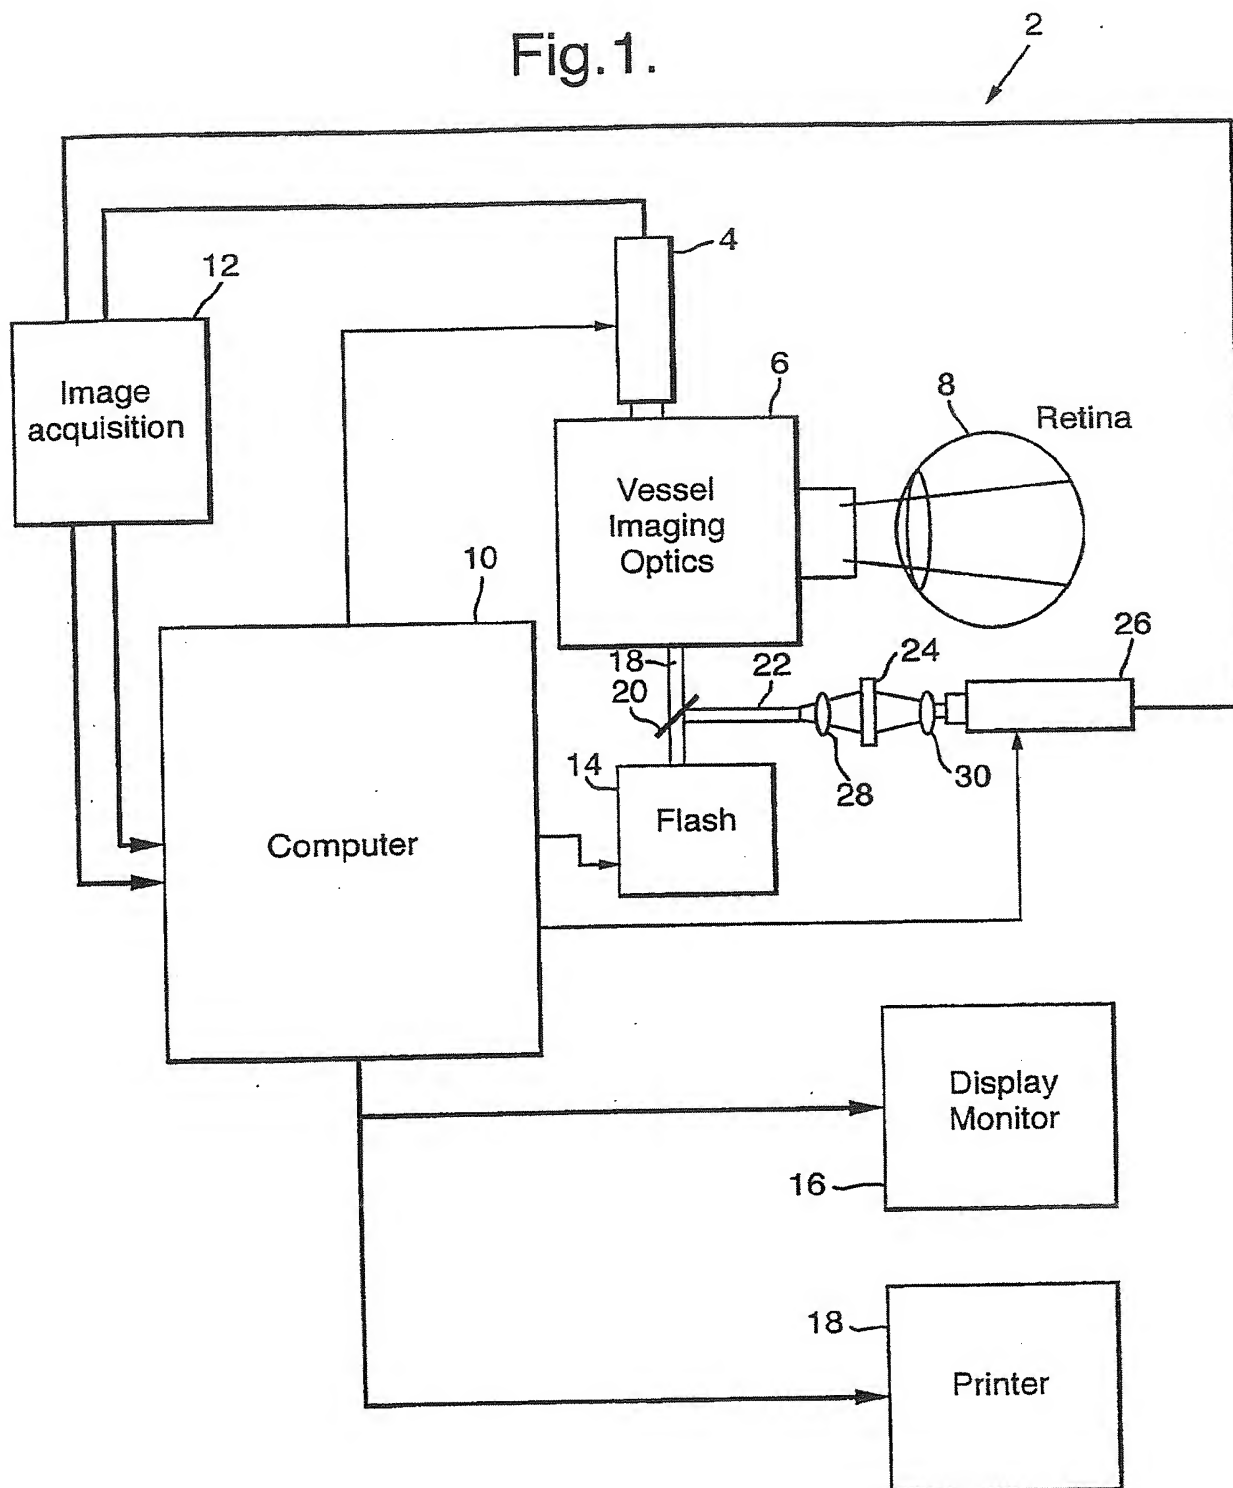 Fig.1.
2
4
12
Image
acquisition
6
8
Retina
Vessel
Imaging
Optics
10
18
20
22
24
26
28
30
14
Flash
Computer
Display
Monitor
16
18
Printer